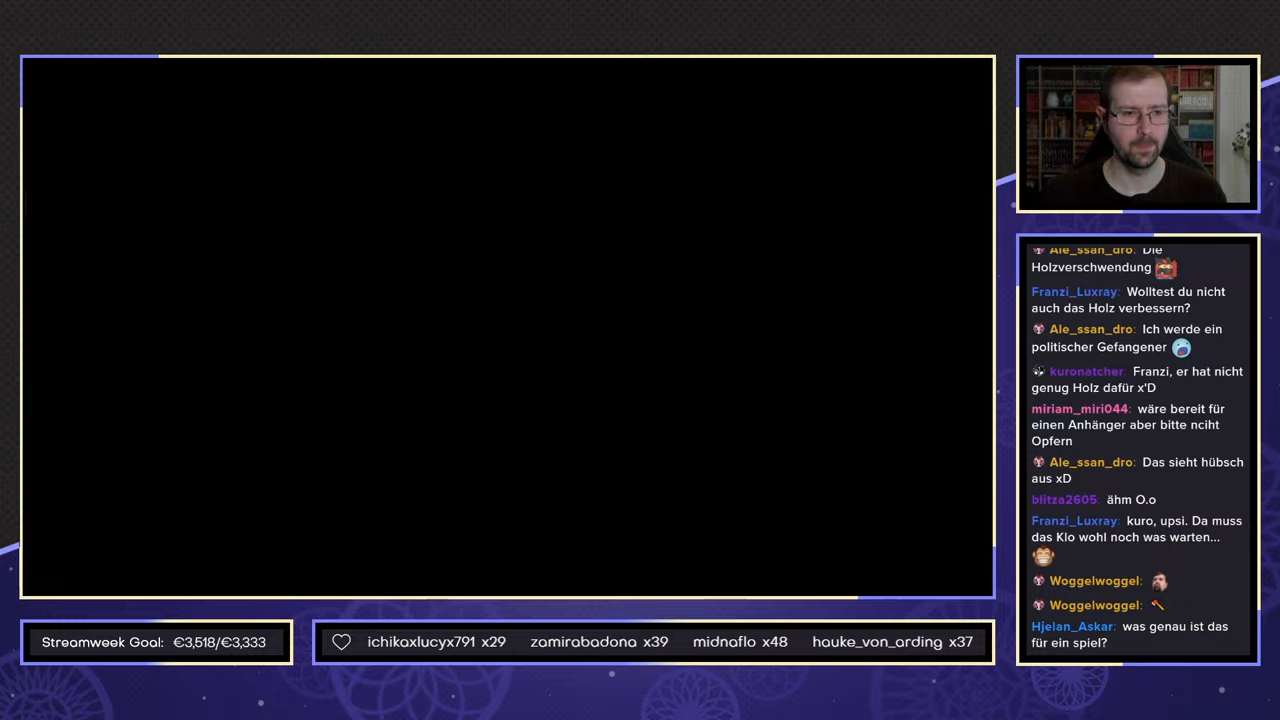 Ale_ssan_dro: Die
Holzverschwendung
Franzi_Luxray: Wolltest du nicht
auch das Holz verbessern?
Ale_ssan_dro: Ich werde ein
politischer Gefangener
kuronatcher: Franzi, er hat nicht
genug Holz dafür x'D
miriam_miri044: wäre bereit für
einen Anhänger aber bitte nciht
Opfern
Ale_ssan_dro: Das sieht hübsch
aus xD
blitza2605: ähm O.o
Franzi_Luxray: kuro, upsi. Da muss
das Klo wohl noch was warten...
Woggelwoggel:
Woggelwoggel:
Hjelan_Askar: was genau ist das
für ein spiel?
Streamweek Goal: €3,518/€3,333
ichikaxlucyx791 x29 zamirabadona x39 midnaflo x48 hauke_von_arding x37